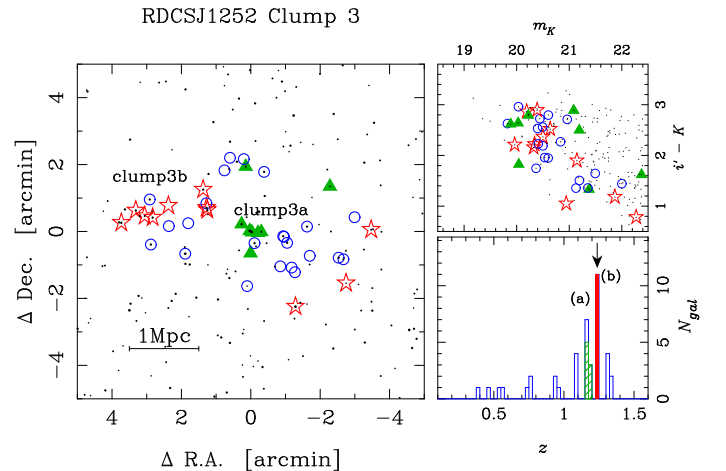 RDCSJ1252 Clump 3
m_K
19 20 21 22
4
2
0
−2
−4
Δ Dec. [arcmin]
clump3b
clump3a
1Mpc
4 2 0 −2 −4
Δ R.A. [arcmin]
3
2
1
i′ − K
(a)
(b)
10
5
0
N_gal
0.5 1 1.5
z